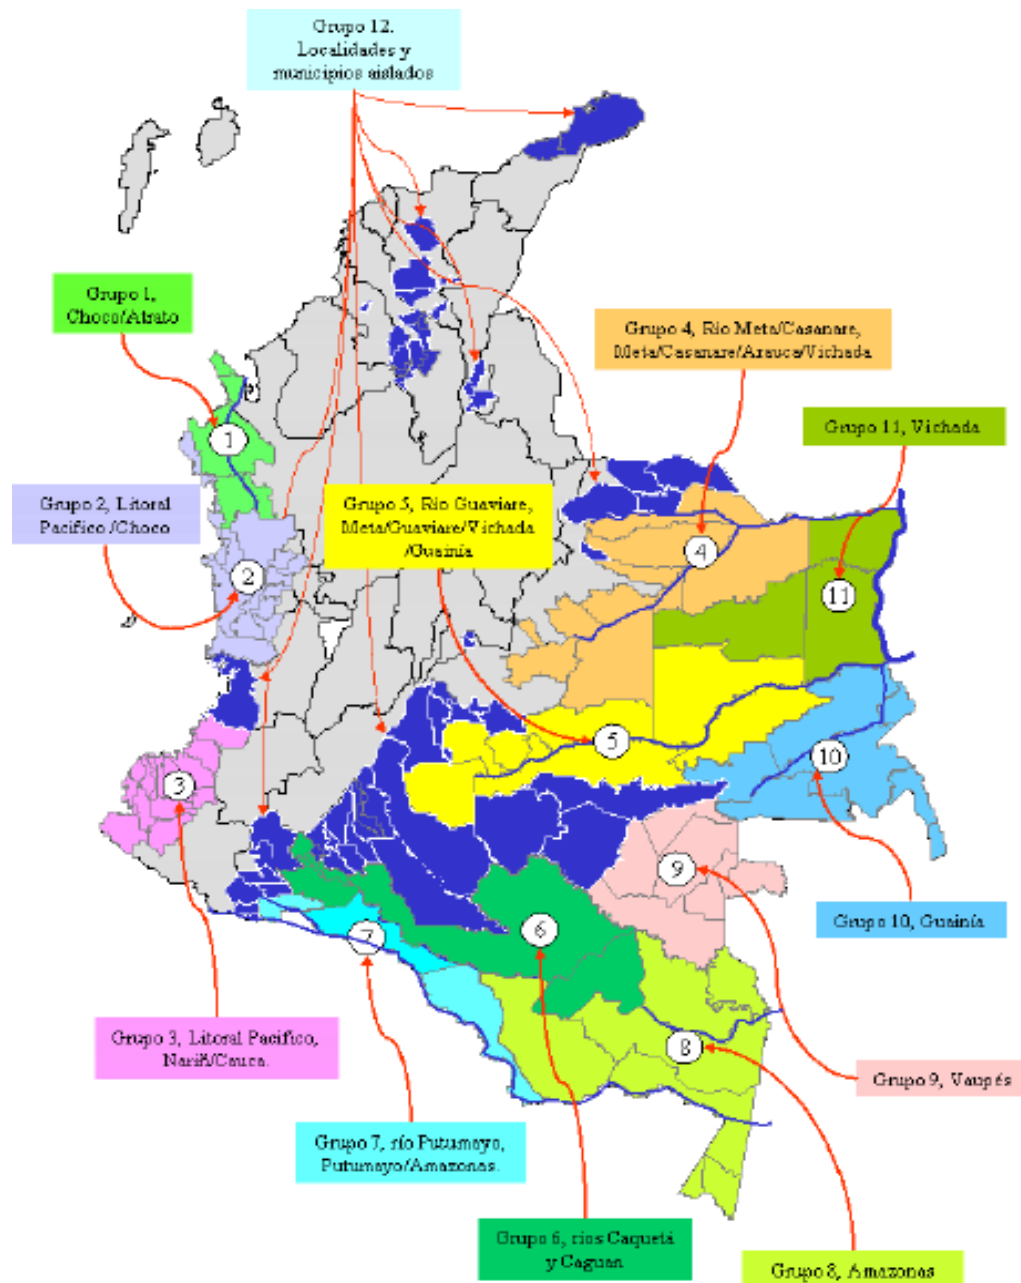 Grupo 12.
Localidades y
municipios aislados
Grupo 1,
Choco/Atrato
Grupo 4, Río Meta/Casanare,
Meta/Casanare/Arauca/Vichada
Grupo 11, Vichada
Grupo 2, Litoral
Pacifico /Choco
Grupo 5, Río Guaviare,
Meta/Guaviare/Vichada
/Guainía
1
2
3
4
5
6
7
8
9
10
11
Grupo 10, Guainía
Grupo 3, Litoral Pacifico,
Nariñ/Cauca.
Grupo 9, Vaupés
Grupo 7, río Putumayo,
Putumayo/Amazonas.
Grupo 6, rios Caquetá
y Caguan
Grupo 8, Amazonas